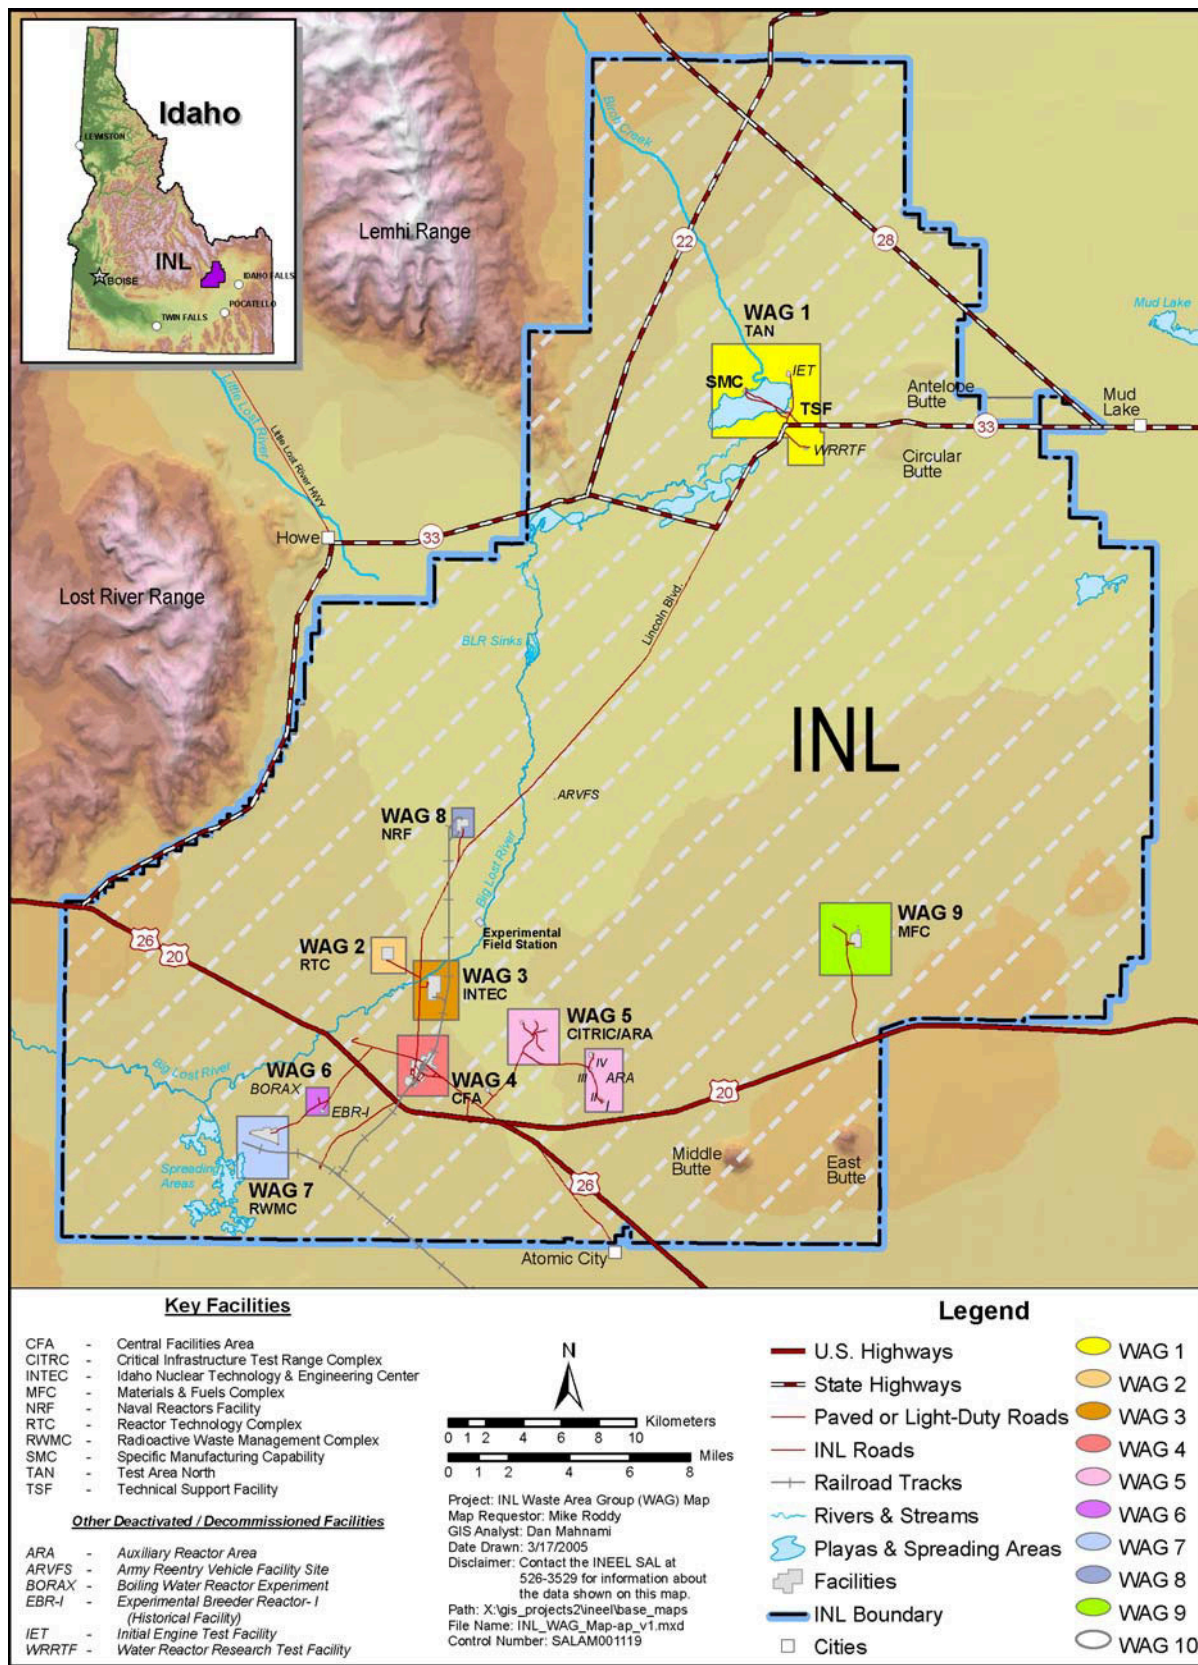 Idaho
LEWISTON
INL
BOISE
IDAHO FALLS
POCATELLO
TWIN FALLS
Birch Creek
Lemhi Range
22
28
Mud Lake
WAG 1
TAN
IET
SMC
TSF
WRRTF
Antelope
Butte
Mud
Lake
33
Circular
Butte
Little Lost River
Little Lost River HWY
Howe
33
Lost River Range
BLR Sinks
Lincoln Blvd.
INL
ARVFS
WAG 8
NRF
Big Lost River
Experimental
Field Station
WAG 9
MFC
26
20
WAG 2
RTC
WAG 3
INTEC
WAG 5
CITRIC/ARA
IV
III
ARA
II
I
Big Lost River
WAG 6
BORAX
EBR-I
WAG 4
CFA
20
Spreading
Areas
WAG 7
RWMC
Middle
Butte
East
Butte
26
Atomic City
Key Facilities
CFA - Central Facilities Area
CITRC - Critical Infrastructure Test Range Complex
INTEC - Idaho Nuclear Technology & Engineering Center
MFC - Materials & Fuels Complex
NRF - Naval Reactors Facility
RTC - Reactor Technology Complex
RWMC - Radioactive Waste Management Complex
SMC - Specific Manufacturing Capability
TAN - Test Area North
TSF - Technical Support Facility
Other Deactivated / Decommissioned Facilities
ARA - Auxiliary Reactor Area
ARVFS - Army Reentry Vehicle Facility Site
BORAX - Boiling Water Reactor Experiment
EBR-I - Experimental Breeder Reactor- I
(Historical Facility)
IET - Initial Engine Test Facility
WRRTF - Water Reactor Research Test Facility
N
Kilometers
0 1 2 4 6 8 10
Miles
0 1 2 4 6 8
Project: INL Waste Area Group (WAG) Map
Map Requestor: Mike Roddy
GIS Analyst: Dan Mahnami
Date Drawn: 3/17/2005
Disclaimer: Contact the INEEL SAL at
526-3529 for information about
the data shown on this map.
Path: X:\gis_projects2\ineel\base_maps
File Name: INL_WAG_Map-ap_v1.mxd
Control Number: SALAM001119
Legend
U.S. Highways
State Highways
Paved or Light-Duty Roads
INL Roads
Railroad Tracks
Rivers & Streams
Playas & Spreading Areas
Facilities
INL Boundary
Cities
WAG 1
WAG 2
WAG 3
WAG 4
WAG 5
WAG 6
WAG 7
WAG 8
WAG 9
WAG 10